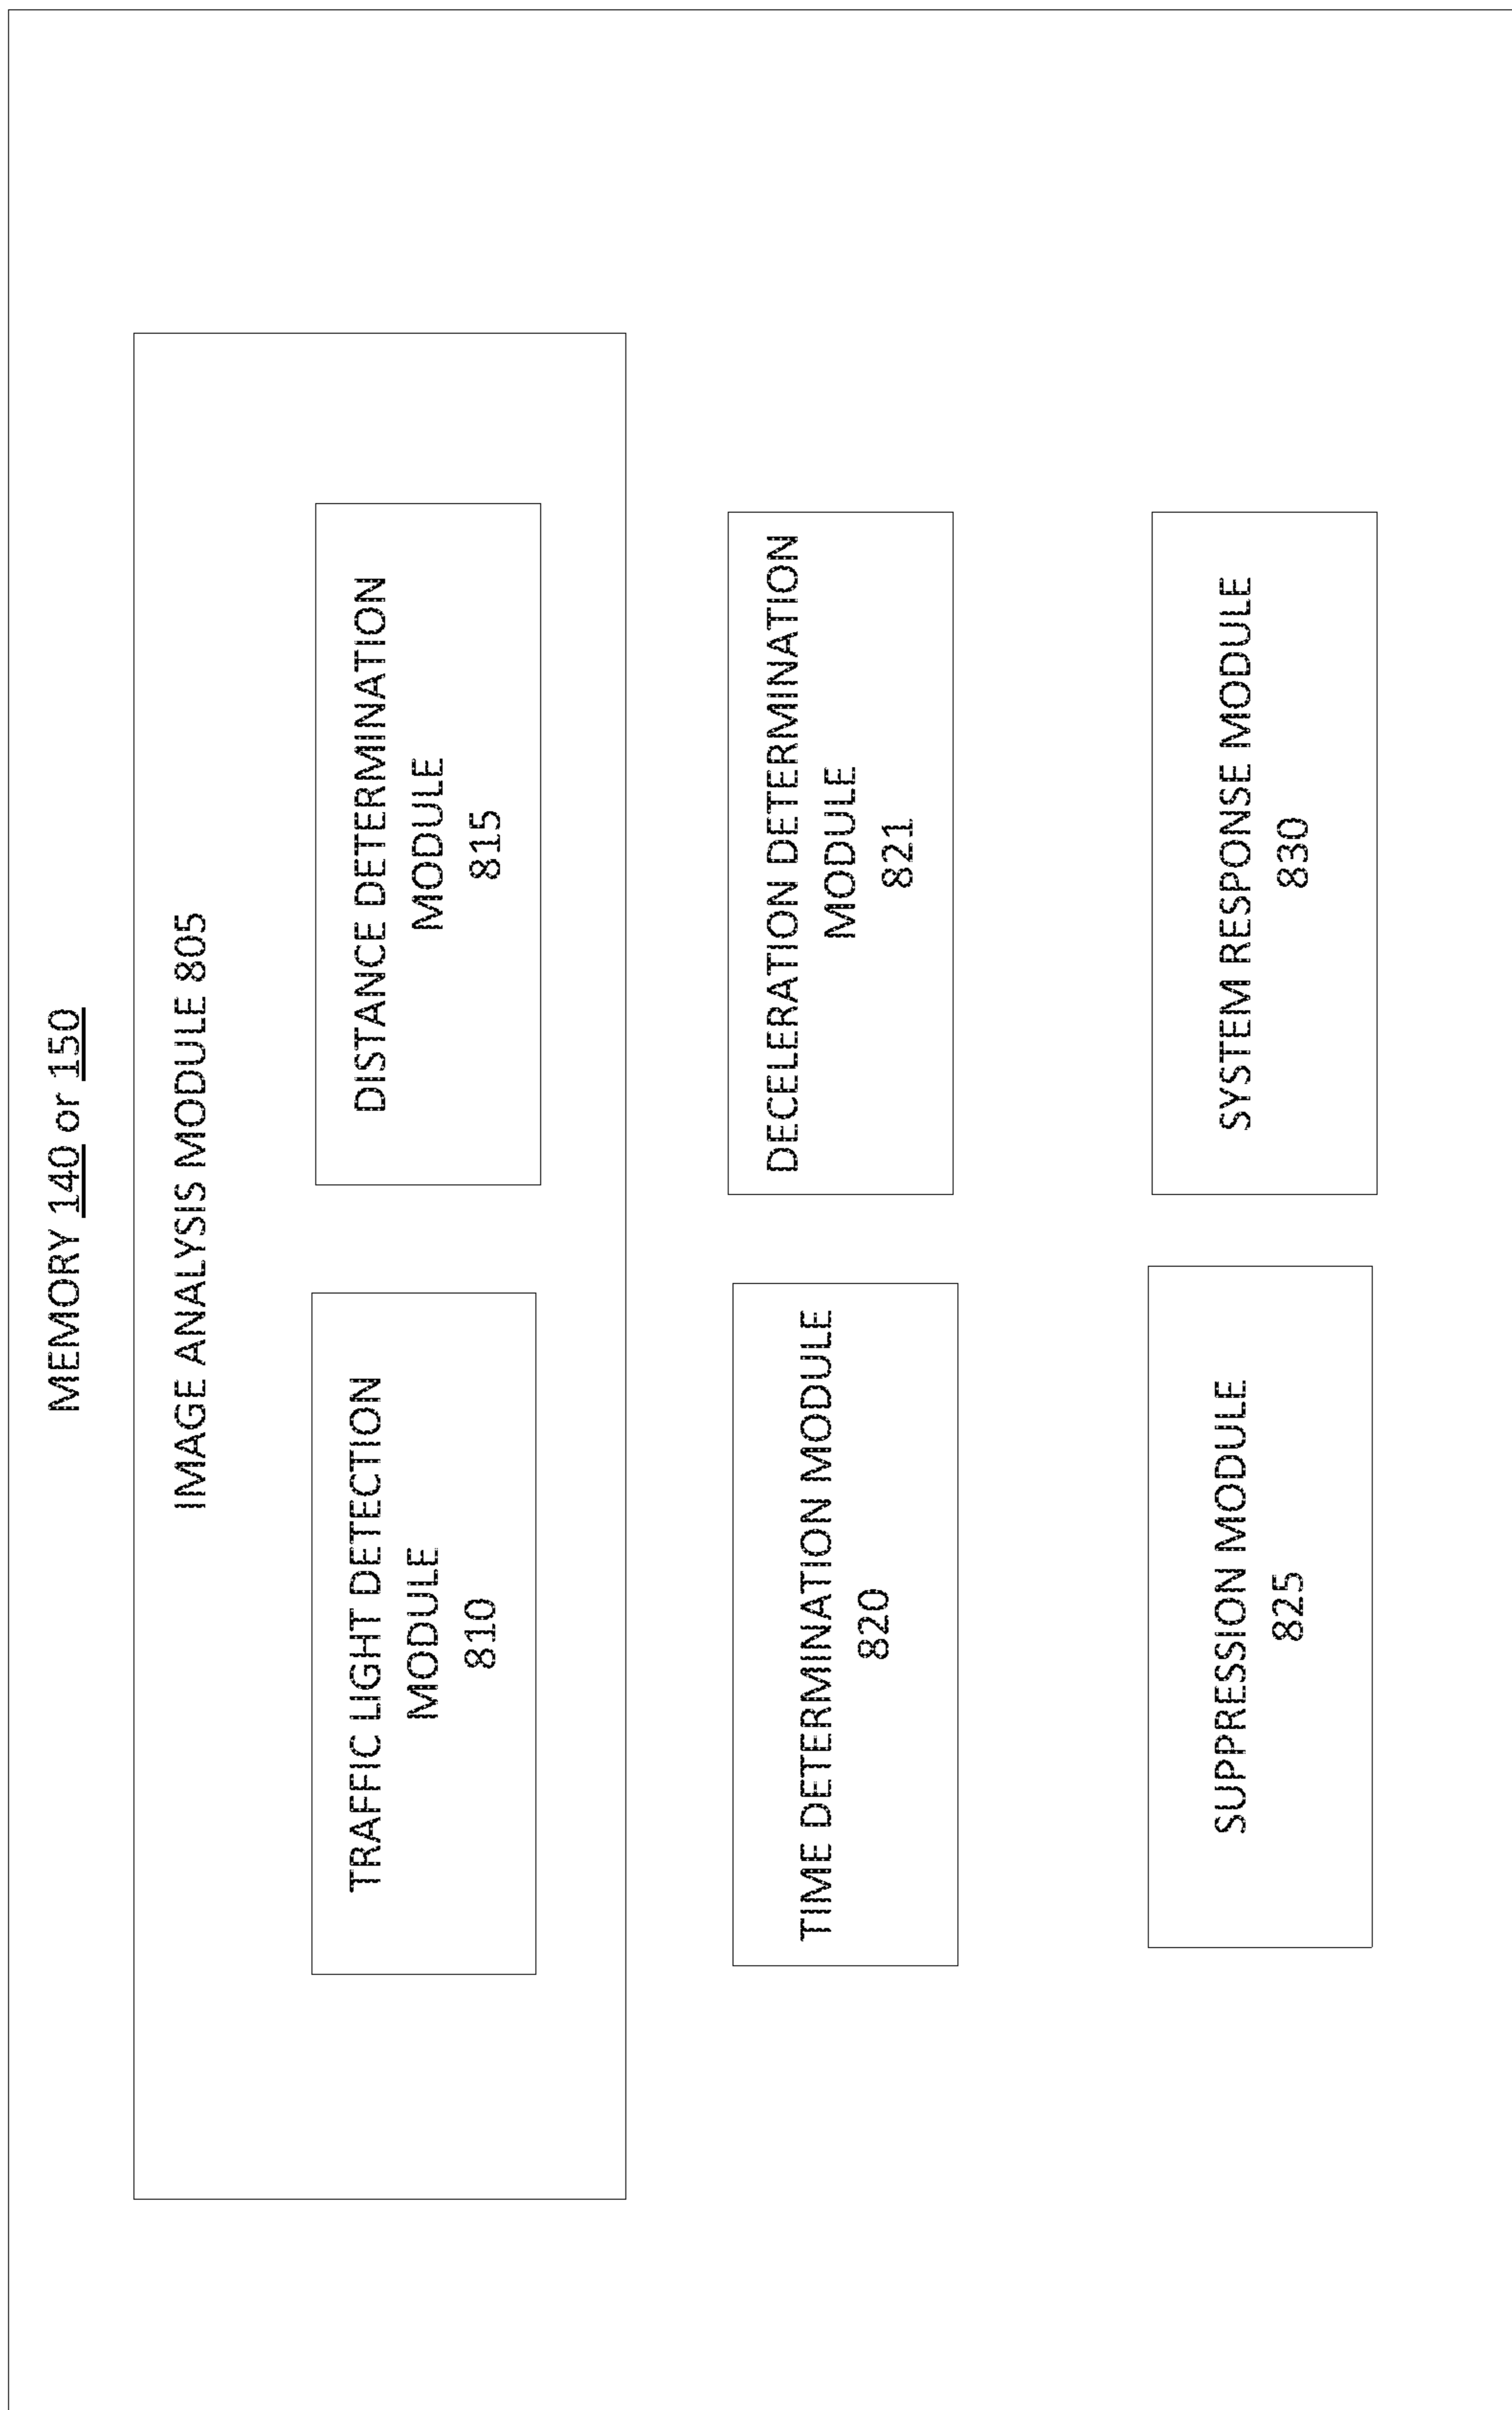 MEMORY 140 or 150
IMAGE ANALYSIS MODULE 805
TRAFFIC LIGHT DETECTION
MODULE
810
DISTANCE DETERMINATION
MODULE
815
TIME DETERMINATION MODULE
820
DECELERATION DETERMINATION
MODULE
821
SUPPRESSION MODULE
825
SYSTEM RESPONSE MODULE
830